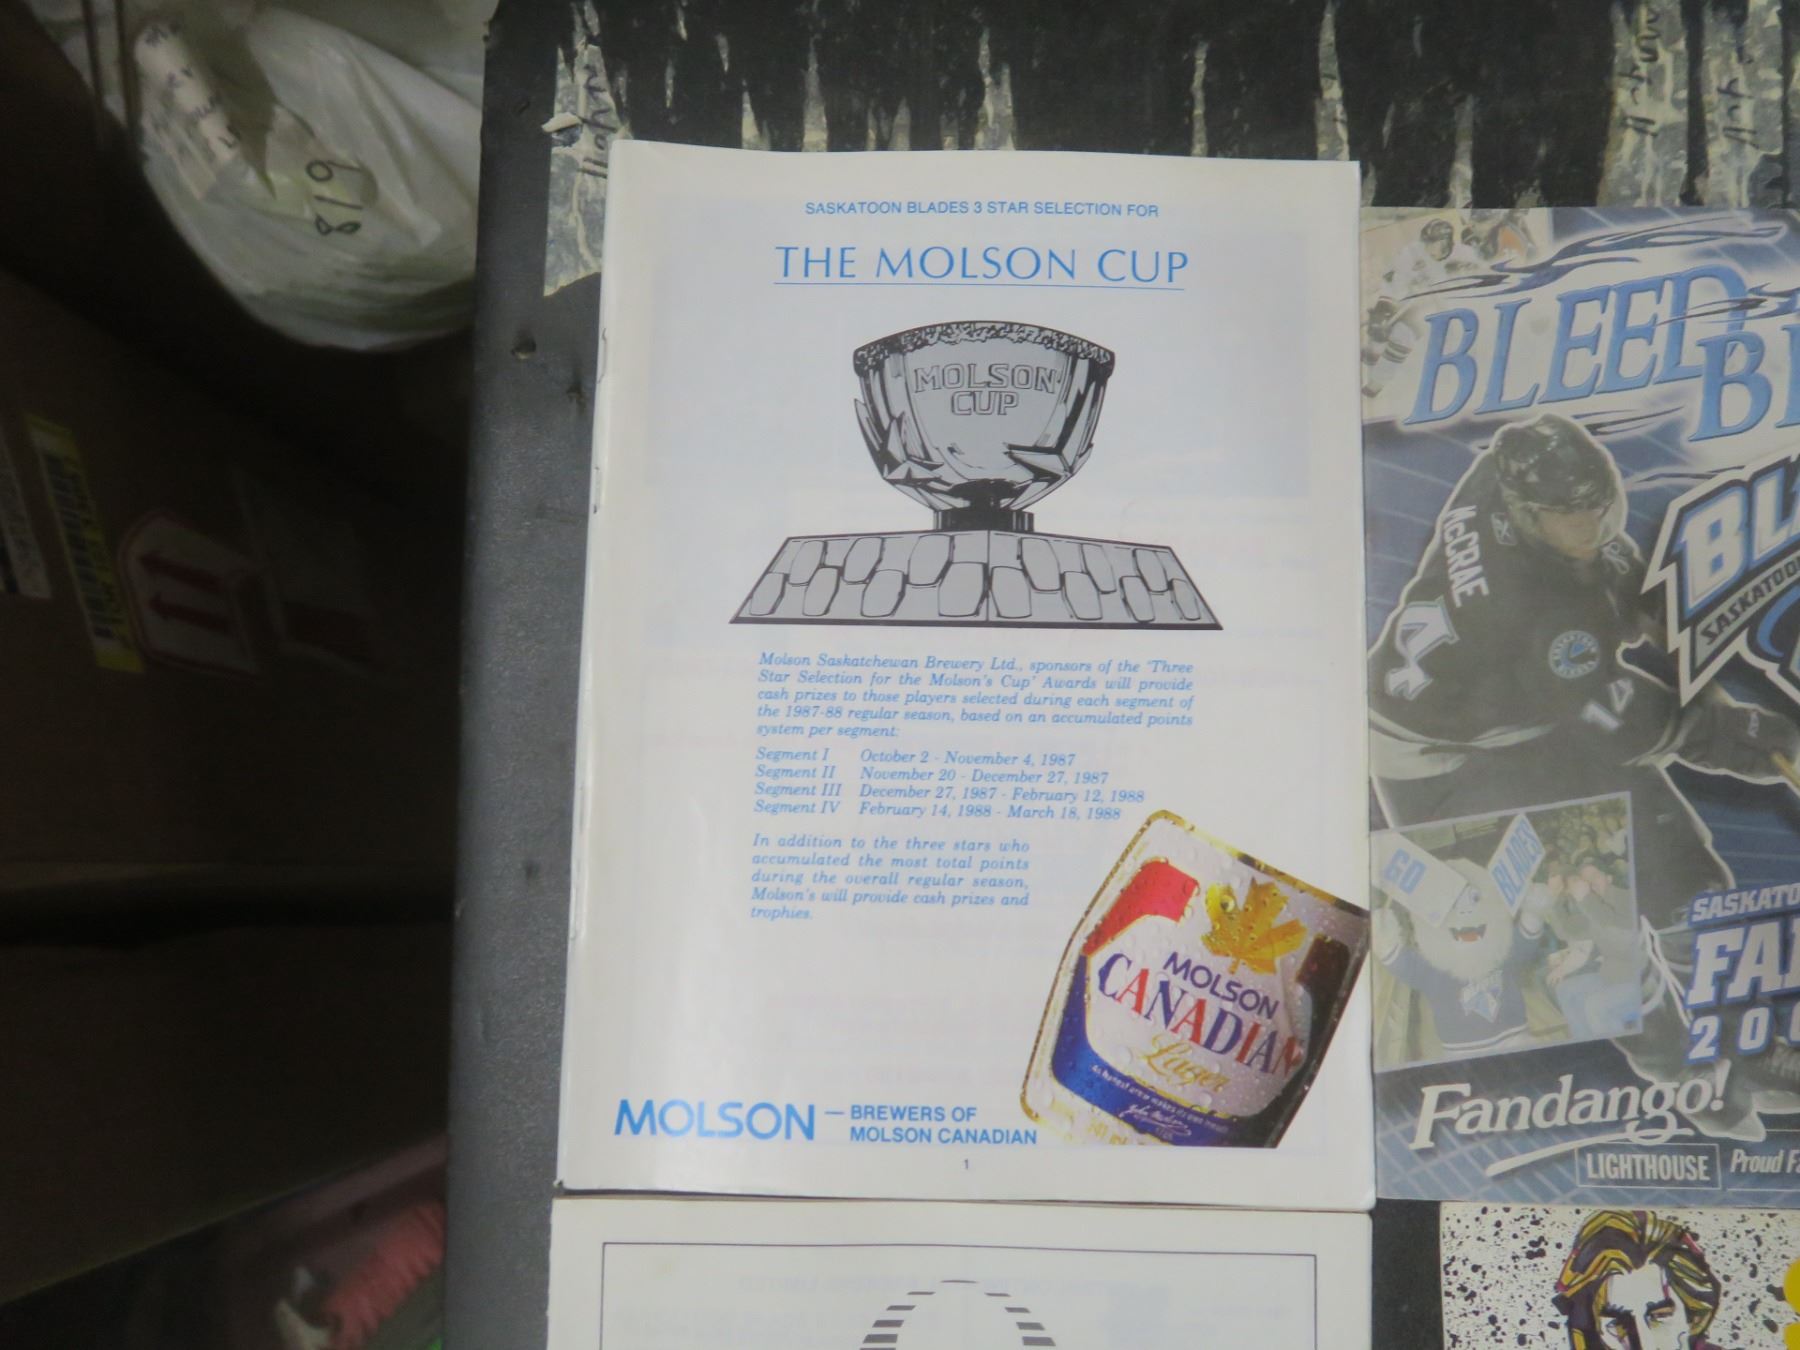 819
SASKATOON BLADES 3 STAR SELECTION FOR
THE MOLSON CUP
MOLSON
CUP
Molson Saskatchewan Brewery Ltd., sponsors of the 'Three
Star Selection for the Molson's Cup' Awards will provide
cash prizes to those players selected during each segment of
the 1987-88 regular season, based on an accumulated points
system per segment:
Segment I October 2 - November 4, 1987
Segment II November 20 - December 27, 1987
Segment III December 27, 1987 - February 12, 1988
Segment IV February 14, 1988 - March 18, 1988
In addition to the three stars who
accumulated the most total points
during the overall regular season,
Molson's will provide cash prizes and
trophies.
MOLSON
CANADIAN
Lager
MOLSON — BREWERS OF
MOLSON CANADIAN
1
BLEED
McCRAE
14
14
GO
BLADES
FA
Fandango!
LIGHTHOUSE
Proud